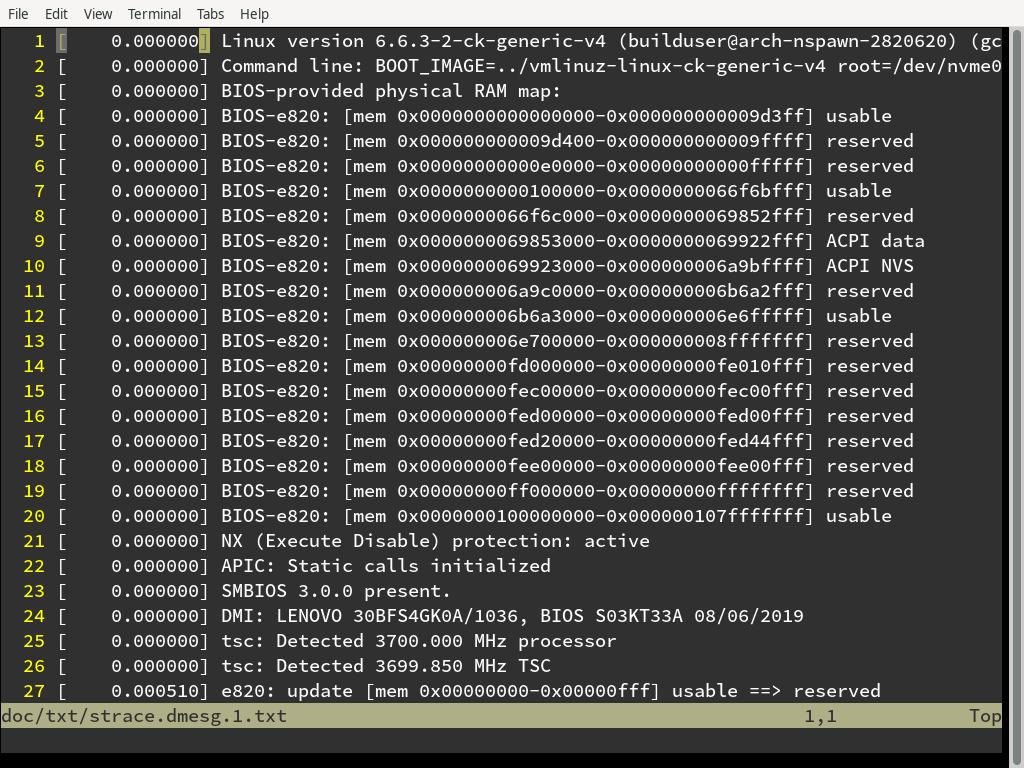 File Edit View Terminal Tabs Help
1 [    0.000000] Linux version 6.6.3-2-ck-generic-v4 (builduser@arch-nspawn-2820620) (gc
2 [    0.000000] Command line: BOOT_IMAGE=../vmlinuz-linux-ck-generic-v4 root=/dev/nvme0
3 [    0.000000] BIOS-provided physical RAM map:
4 [    0.000000] BIOS-e820: [mem 0x0000000000000000-0x000000000009d3ff] usable
5 [    0.000000] BIOS-e820: [mem 0x000000000009d400-0x000000000009ffff] reserved
6 [    0.000000] BIOS-e820: [mem 0x00000000000e0000-0x00000000000fffff] reserved
7 [    0.000000] BIOS-e820: [mem 0x0000000000100000-0x0000000066f6bfff] usable
8 [    0.000000] BIOS-e820: [mem 0x0000000066f6c000-0x0000000069852fff] reserved
9 [    0.000000] BIOS-e820: [mem 0x0000000069853000-0x0000000069922fff] ACPI data
10 [    0.000000] BIOS-e820: [mem 0x0000000069923000-0x000000006a9bffff] ACPI NVS
11 [    0.000000] BIOS-e820: [mem 0x000000006a9c0000-0x000000006b6a2fff] reserved
12 [    0.000000] BIOS-e820: [mem 0x000000006b6a3000-0x000000006e6fffff] usable
13 [    0.000000] BIOS-e820: [mem 0x000000006e700000-0x000000008fffffff] reserved
14 [    0.000000] BIOS-e820: [mem 0x00000000fd000000-0x00000000fe010fff] reserved
15 [    0.000000] BIOS-e820: [mem 0x00000000fec00000-0x00000000fec00fff] reserved
16 [    0.000000] BIOS-e820: [mem 0x00000000fed00000-0x00000000fed00fff] reserved
17 [    0.000000] BIOS-e820: [mem 0x00000000fed20000-0x00000000fed44fff] reserved
18 [    0.000000] BIOS-e820: [mem 0x00000000fee00000-0x00000000fee00fff] reserved
19 [    0.000000] BIOS-e820: [mem 0x00000000ff000000-0x00000000ffffffff] reserved
20 [    0.000000] BIOS-e820: [mem 0x0000000100000000-0x000000107fffffff] usable
21 [    0.000000] NX (Execute Disable) protection: active
22 [    0.000000] APIC: Static calls initialized
23 [    0.000000] SMBIOS 3.0.0 present.
24 [    0.000000] DMI: LENOVO 30BFS4GK0A/1036, BIOS S03KT33A 08/06/2019
25 [    0.000000] tsc: Detected 3700.000 MHz processor
26 [    0.000000] tsc: Detected 3699.850 MHz TSC
27 [    0.000510] e820: update [mem 0x00000000-0x00000fff] usable ==> reserved
doc/txt/strace.dmesg.1.txt 1,1 Top